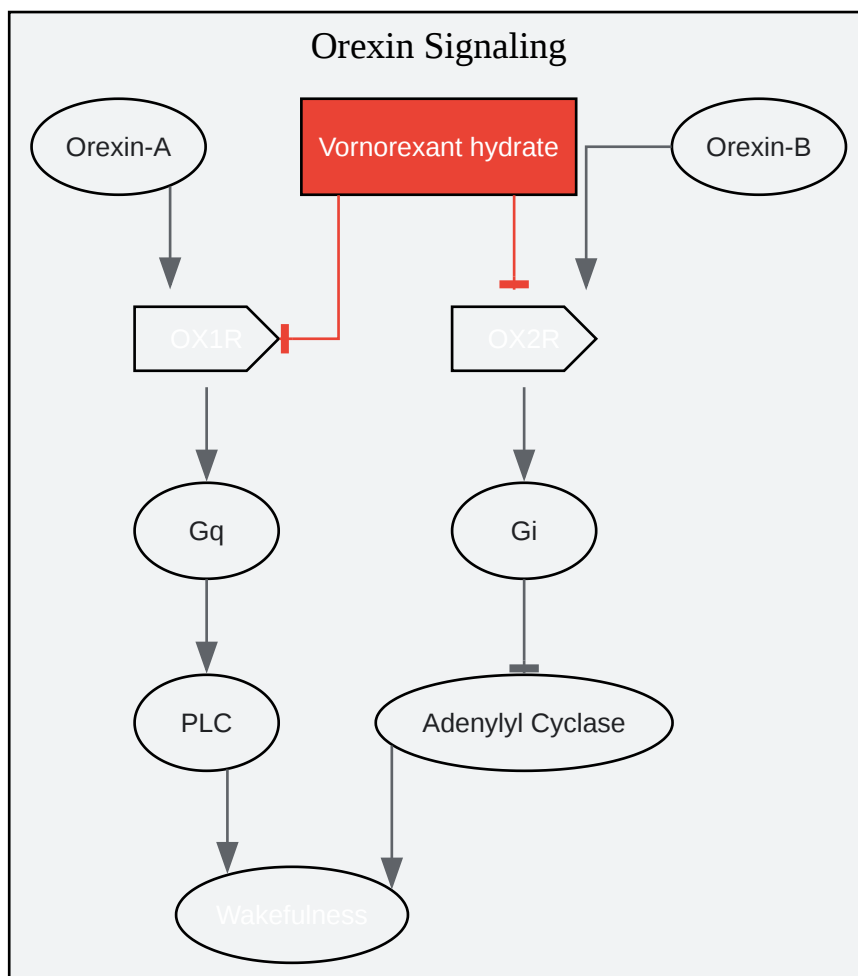 Orexin Signaling
Orexin-A
Vornorexant hydrate
Orexin-B
OX1R
OX2R
Gq
Gi
PLC
Adenylyl Cyclase
Wakefulness